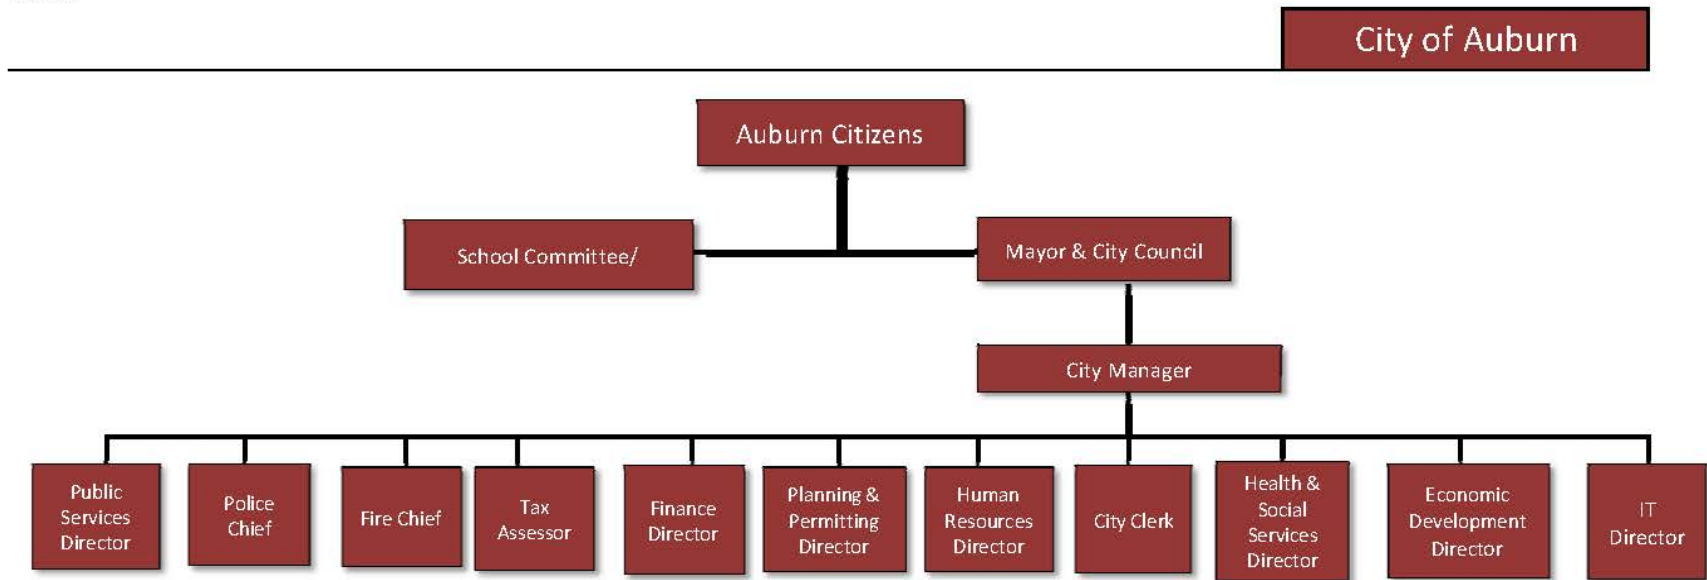 City of Auburn
Auburn Citizens
School Committee/
Mayor & City Council
City Manager
Public
Services
Director
Police
Chief
Fire Chief
Tax
Assessor
Finance
Director
Planning &
Permitting
Director
Human
Resources
Director
City Clerk
Health &
Social
Services
Director
Economic
Development
Director
IT
Director